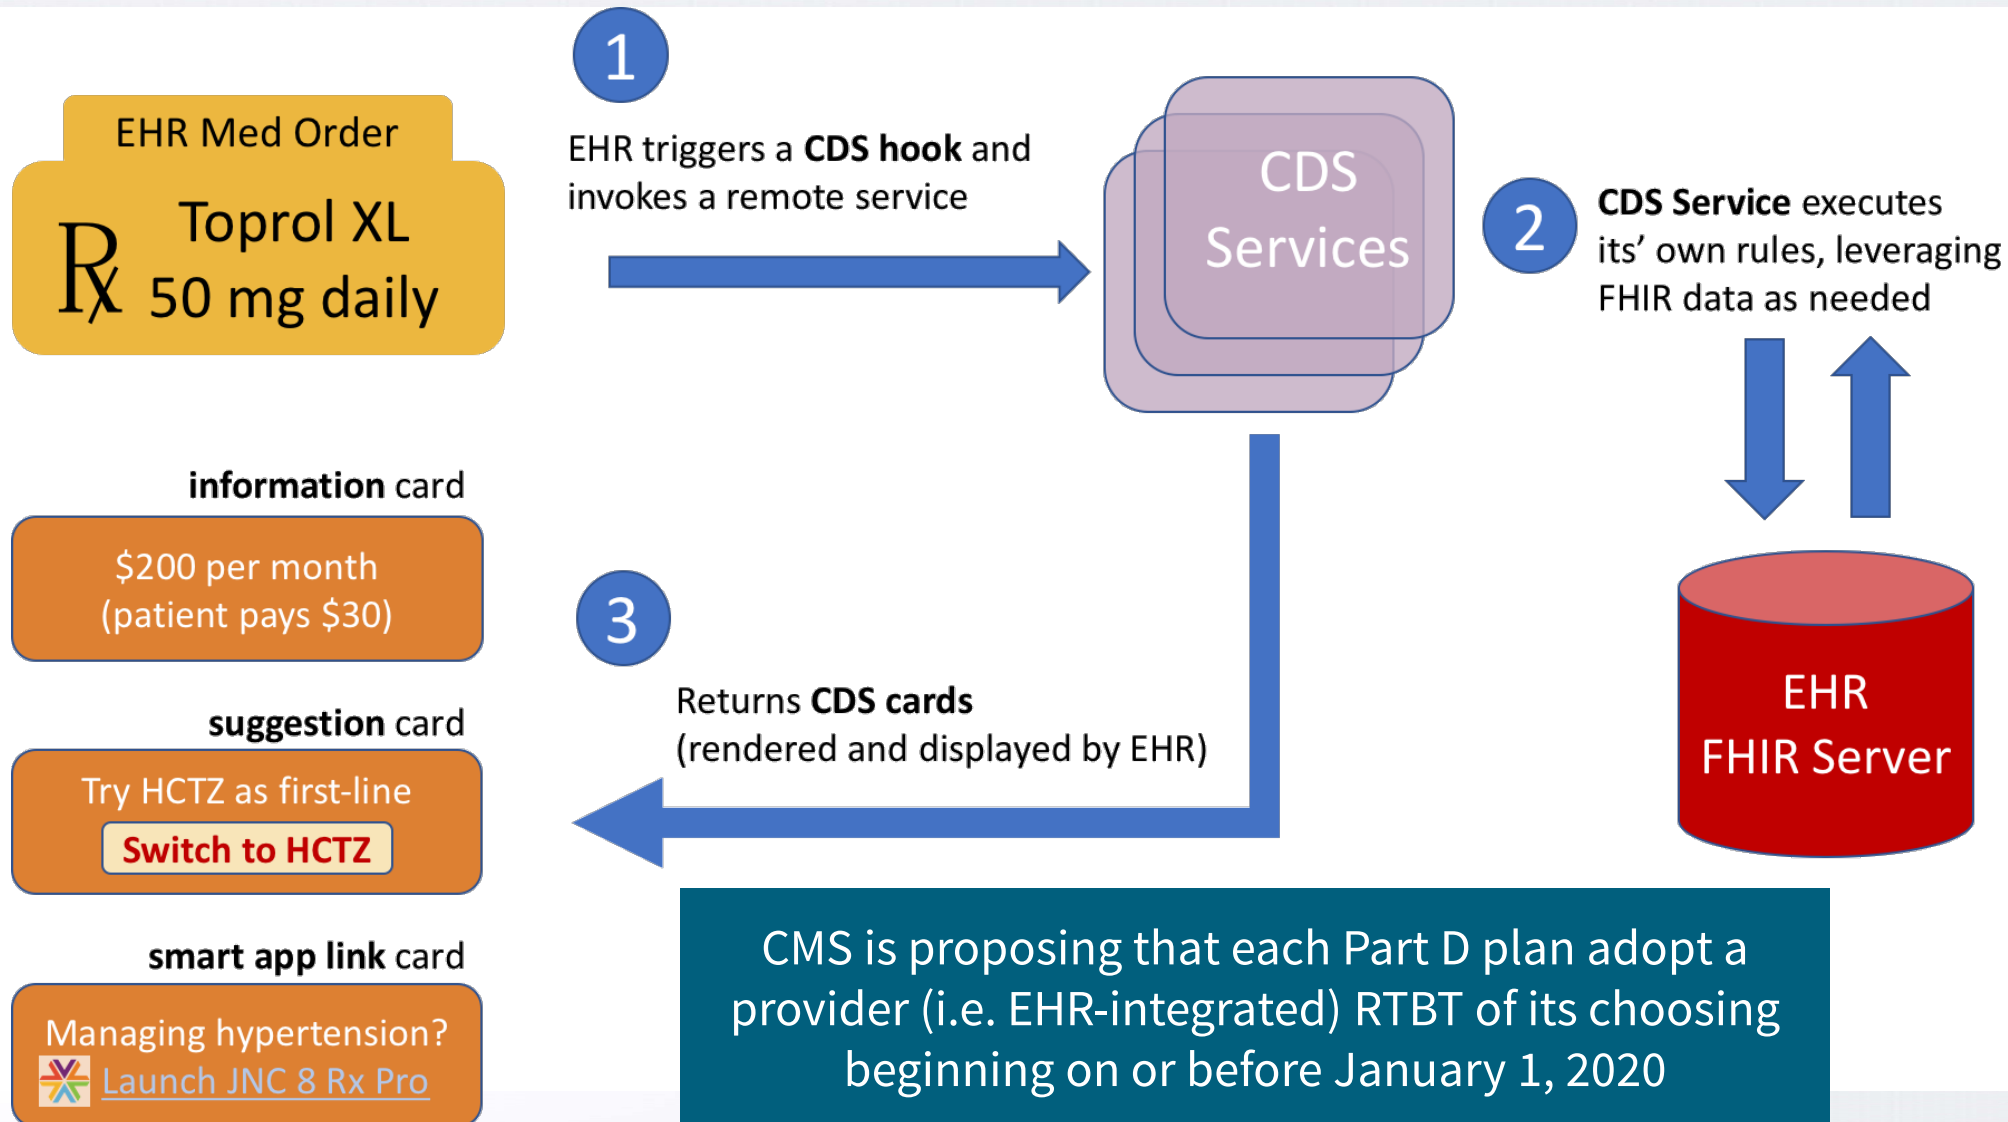 EHR Med Order
Rx
Toprol XL
50 mg daily
1
EHR triggers a CDS hook and
invokes a remote service
CDS
Services
2
CDS Service executes
its’ own rules, leveraging
FHIR data as needed
EHR
FHIR Server
3
Returns CDS cards
(rendered and displayed by EHR)
information card
$200 per month
(patient pays $30)
suggestion card
Try HCTZ as first-line
Switch to HCTZ
smart app link card
Managing hypertension?
Launch JNC 8 Rx Pro
CMS is proposing that each Part D plan adopt a
provider (i.e. EHR-integrated) RTBT of its choosing
beginning on or before January 1, 2020